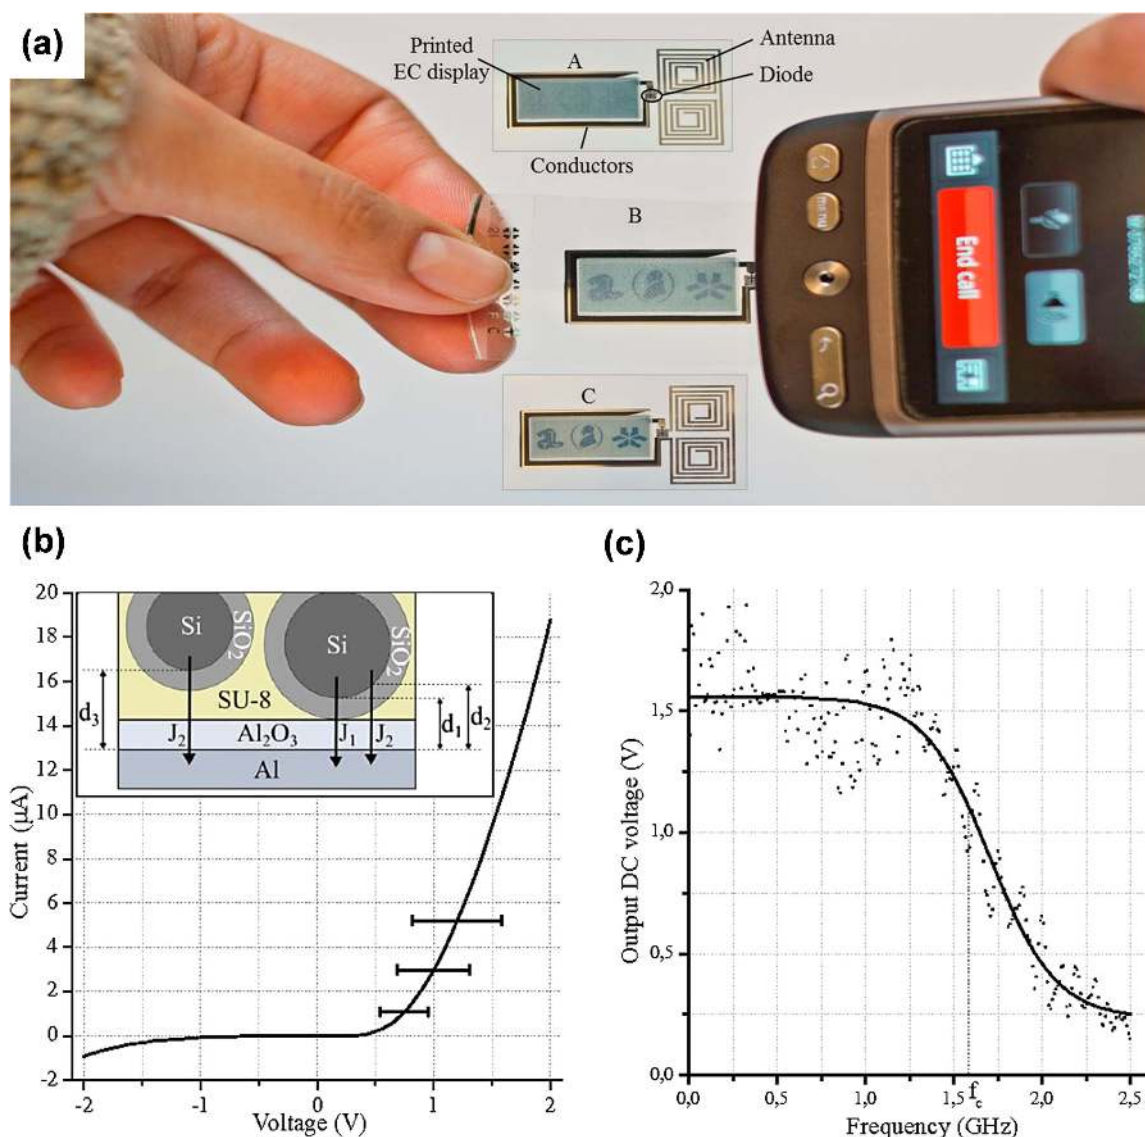 (a)
Printed
EC display
A
Antenna
Diode
Conductors
B
menu
End call
C
(b)
20
18
16
14
12
10
8
6
4
2
0
-2
Current (μA)
-2
-1
0
1
2
Voltage (V)
Si
SiO₂
Si
SiO₂
SU-8
d₃
d₁
d₂
J₂
Al₂O₃
J₁
J₂
Al
(c)
2,0
1,5
1,0
0,5
0,0
Output DC voltage (V)
0,0
0,5
1,0
1,5
f_c
2,0
2,5
Frequency (GHz)